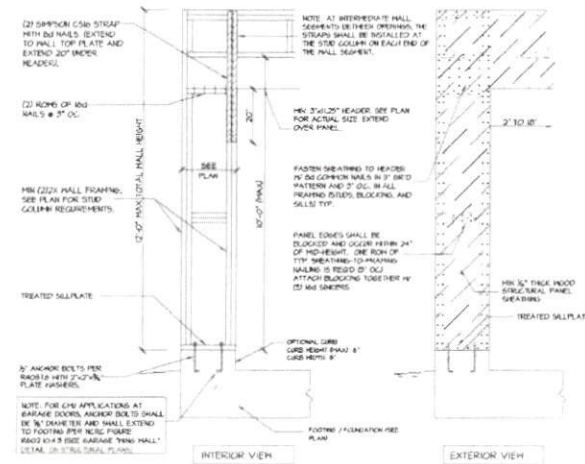 (2) SIMPSON CS16 STRAP
WITH 8d NAILS (EXTEND
TO WALL TOP PLATE AND
EXTEND 20" UNDER
HEADER).
(2) ROWS OF 16d
NAILS @ 3" O.C.
12'-0" MAX TOTAL WALL HEIGHT
MIN (2)2X WALL FRAMING.
SEE PLAN FOR STUD
COLUMN REQUIREMENTS.
TREATED SILLPLATE
ANCHOR BOLTS PER
WITH
PLATE WASHERS.
NOTE: FOR CMU APPLICATIONS AT
GARAGE DOORS, ANCHOR BOLTS SHALL
BE DIAMETER AND SHALL EXTEND
TO FOOTING (PER NCRC FIGURE
(SEE GARAGE "WING WALL"
DETAIL ON STRUCTURAL PLANS)
NOTE: AT INTERMEDIATE WALL
SEGMENTS BETWEEN OPENINGS, THE
STRAPS SHALL BE INSTALLED AT
THE STUD COLUMN ON EACH END OF
THE WALL SEGMENT.
20"
SEE
PLAN
10'-0" (MAX)
MIN 3"x11.25" HEADER. SEE PLAN
FOR ACTUAL SIZE. EXTEND
OVER PANEL.
FASTEN SHEATHING TO HEADER
W/ 8d COMMON NAILS IN 3" GRID
PATTERN AND 3" O.C. IN ALL
FRAMING (STUDS, BLOCKING, AND
SILLS) TYP.
PANEL EDGES SHALL BE
BLOCKED AND OCCUR WITHIN 24"
OF MID-HEIGHT. ONE ROW OF
TYP SHEATHING-TO-FRAMING
NAILING IS REQ'D (3" OC)
ATTACH BLOCKING TOGETHER W/
(3) 16d SINKERS
OPTIONAL CURB
CURB HEIGHT (MAX): 6"
CURB WIDTH: 8"
FOOTING / FOUNDATION (SEE
PLAN)
INTERIOR VIEW
2' TO 18'
MIN THICK WOOD
STRUCTURAL PANEL
SHEATHING
TREATED SILLPLAT
EXTERIOR VIEW